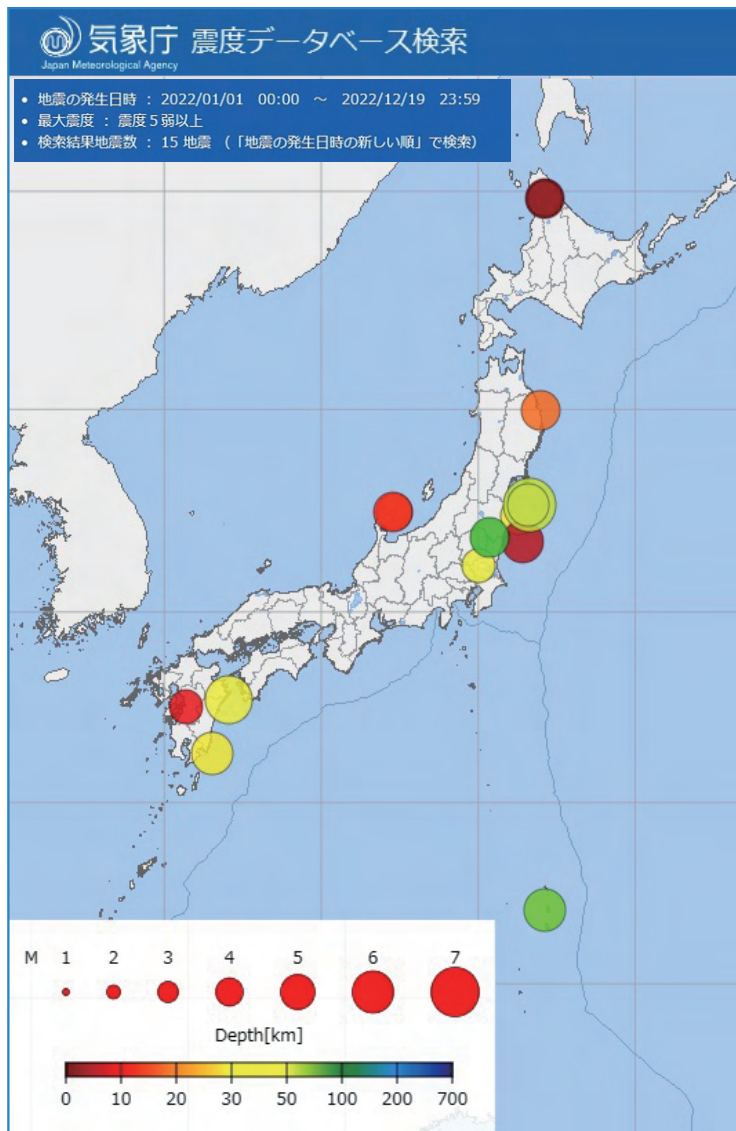 気象庁 震度データベース検索
Japan Meteorological Agency
• 地震の発生日時 : 2022/01/01 00:00 ～ 2022/12/19 23:59
• 最大震度 : 震度５弱以上
• 検索結果地震数 : 15 地震 （「地震の発生日時の新しい順」で検索）
M 1 2 3 4 5 6 7
Depth[km]
0 10 20 30 50 100 200 700